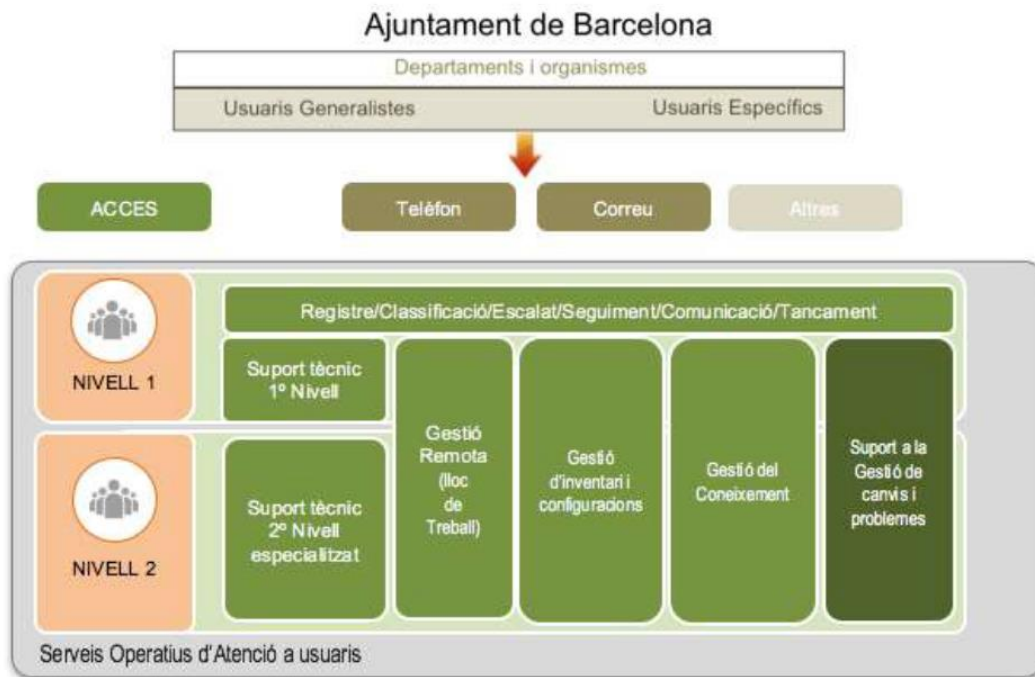 Ajuntament de Barcelona
Departaments i organismes
Usuaris Generalistes
Usuaris Específics
ACCES
Telèfon
Correu
Altres
NIVELL 1
Registre/Classificació/Escalat/Seguiment/Comunicació/Tancament
Suport tècnic
1º Nivell
Gestió
Remota
(lloc
de
Treball)
Gestió
d'inventari i
configuracions
Gestió del
Coneixement
Suport a la
Gestió de
canvis i
problemes
NIVELL 2
Suport tècnic
2º Nivell
especialitzat
Serveis Operatius d'Atenció a usuaris